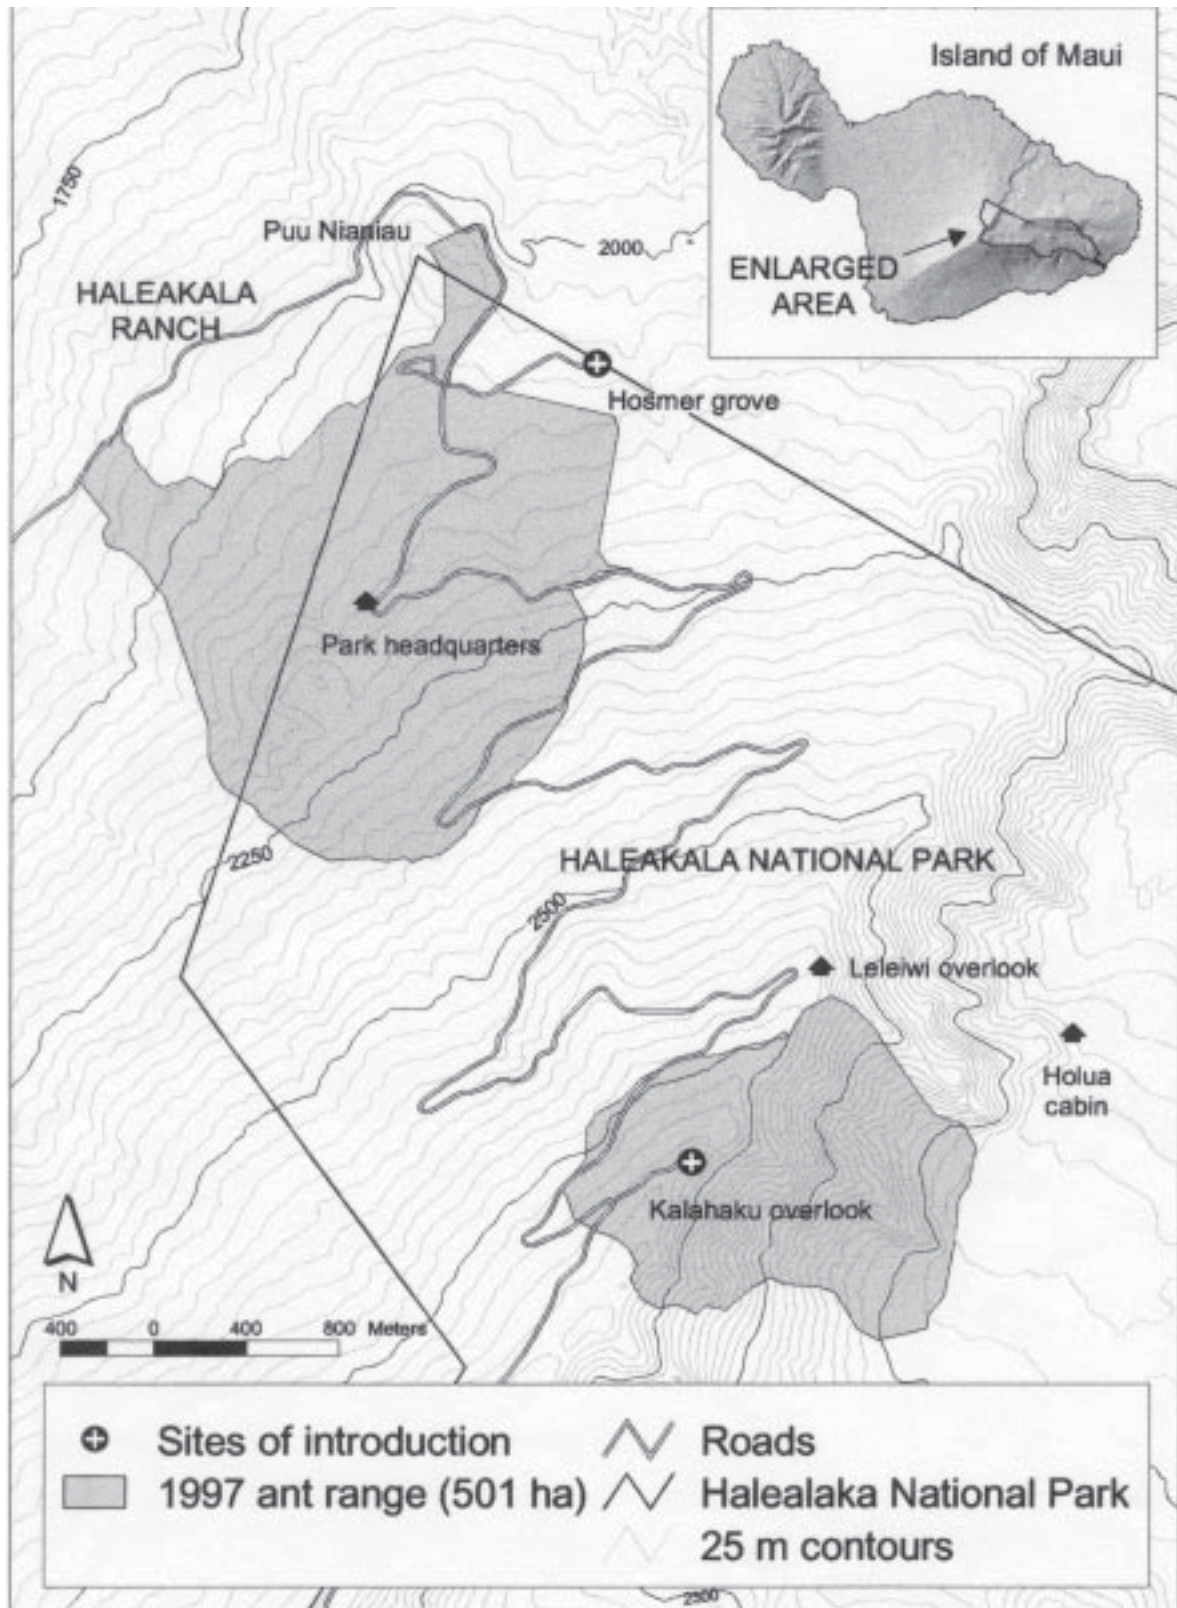 Island of Maui
ENLARGED
AREA
1750
Puu Nianiau
2000
HALEAKALA
RANCH
Hosmer grove
Park headquarters
2250
HALEAKALA NATIONAL PARK
2500
Leleiwi overlook
Holua
cabin
Kalahaku overlook
N
400 0 400 800 Meters
Sites of introduction
Roads
1997 ant range (501 ha)
Halealaka National Park
25 m contours
2500